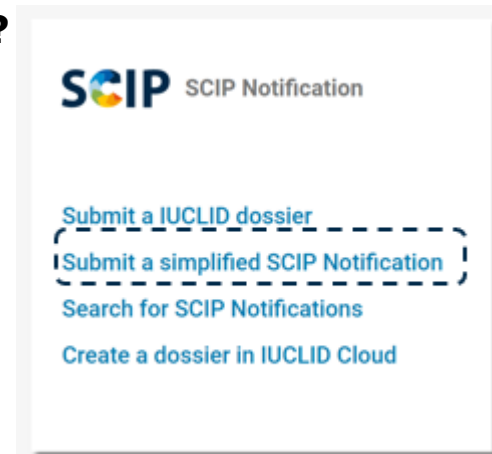 ?
SCIP SCIP Notification
Submit a IUCLID dossier
Submit a simplified SCIP Notification
Search for SCIP Notifications
Create a dossier in IUCLID Cloud